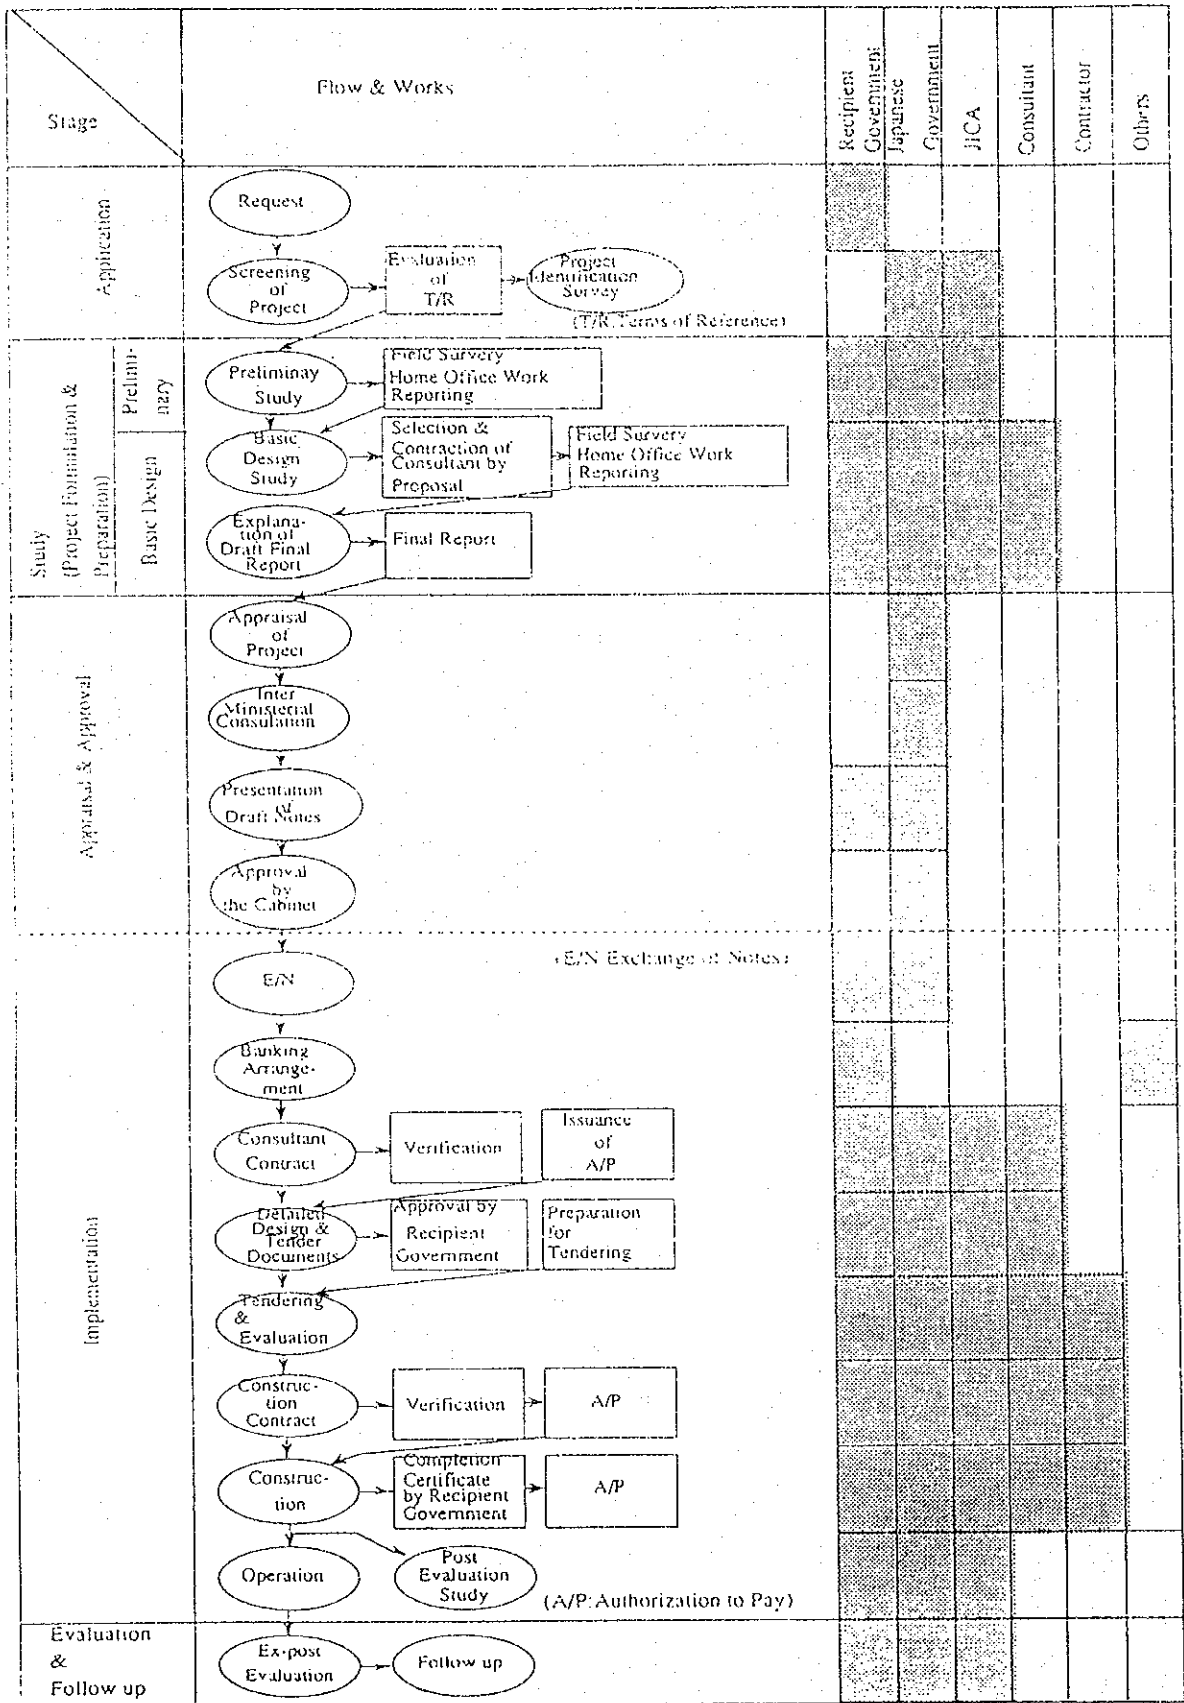 Stage
Flow & Works
Recipient
Government
Japanese
Government
JICA
Consultant
Contractor
Others
Application
Request
Screening
of
Project
Evaluation
of
T/R
Project
Identification
Survey
(T/R:Terms of Reference)
Study
(Project Formulation &
Preparation)
Prelimi-
nary
Preliminay
Study
Field Survery
Home Office Work
Reporting
Basic Design
Basic
Design
Study
Selection &
Contraction of
Consultant by
Proposal
Field Survery
Home Office Work
Reporting
Explana-
tion of
Draft Final
Report
Final Report
Appraisal & Approval
Appraisal
of
Project
Inter
Ministerial
Consulation
Presentation
of
Draft Notes
Approval
by
the Cabinet
Implementation
E/N
(E/N Exchange of Notes)
Banking
Arrange-
ment
Consultant
Contract
Verification
Issuance
of
A/P
Detailed
Design &
Tender
Documents
Approval by
Recipient
Government
Preparation
for
Tendering
Tendering
&
Evaluation
Construc-
tion
Contract
Verification
A/P
Construc-
tion
Completion
Certificate
by Recipient
Government
A/P
Operation
Post
Evaluation
Study
(A/P:Authorization to Pay)
Evaluation
&
Follow up
Ex-post
Evaluation
Follow up